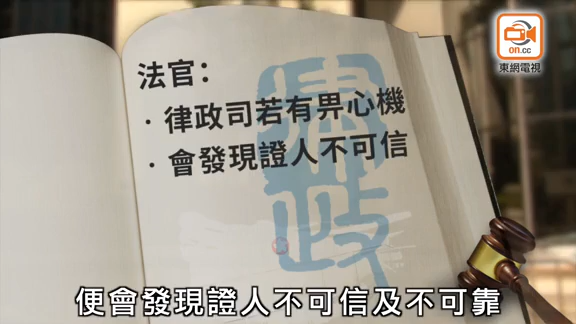 on.cc
東網電視
法官：
·律政司若有畀心機
·會發現證人不可信
便會發現證人不可信及不可靠